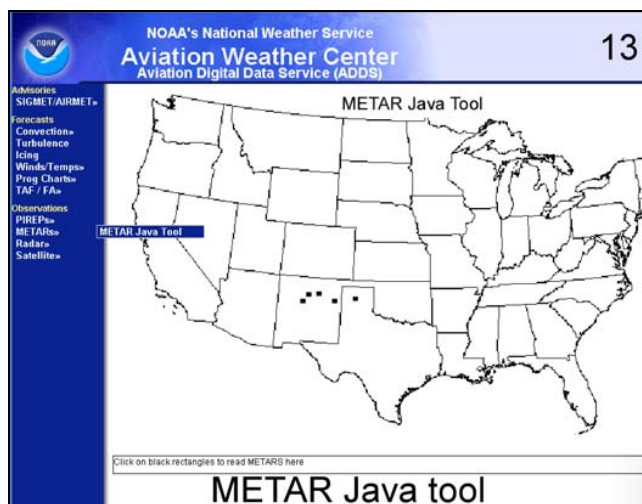 NOAA
NOAA's National Weather Service
Aviation Weather Center
Aviation Digital Data Service (ADDS)
13
Advisories
SIGMET/AIRMET»
Forecasts
Convection»
Turbulence
Icing
Winds/Temps»
Prog Charts»
TAF / FA»
Observations
PIREPs»
METARs»
METAR Java Tool
Radar»
Satellite»
METAR Java Tool
Click on black rectangles to read METARS here
METAR Java tool